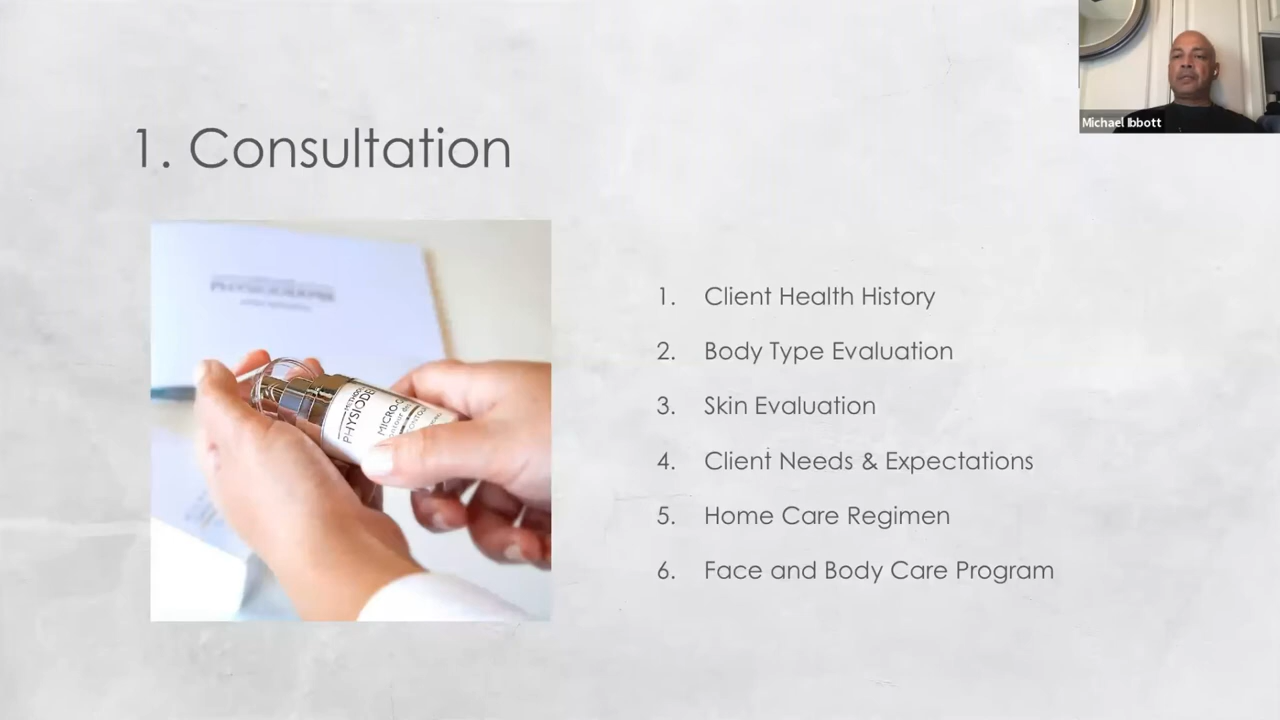 1. Consultation
Michael Ibbott
1. Client Health History
2. Body Type Evaluation
3. Skin Evaluation
4. Client Needs & Expectations
5. Home Care Regimen
6. Face and Body Care Program